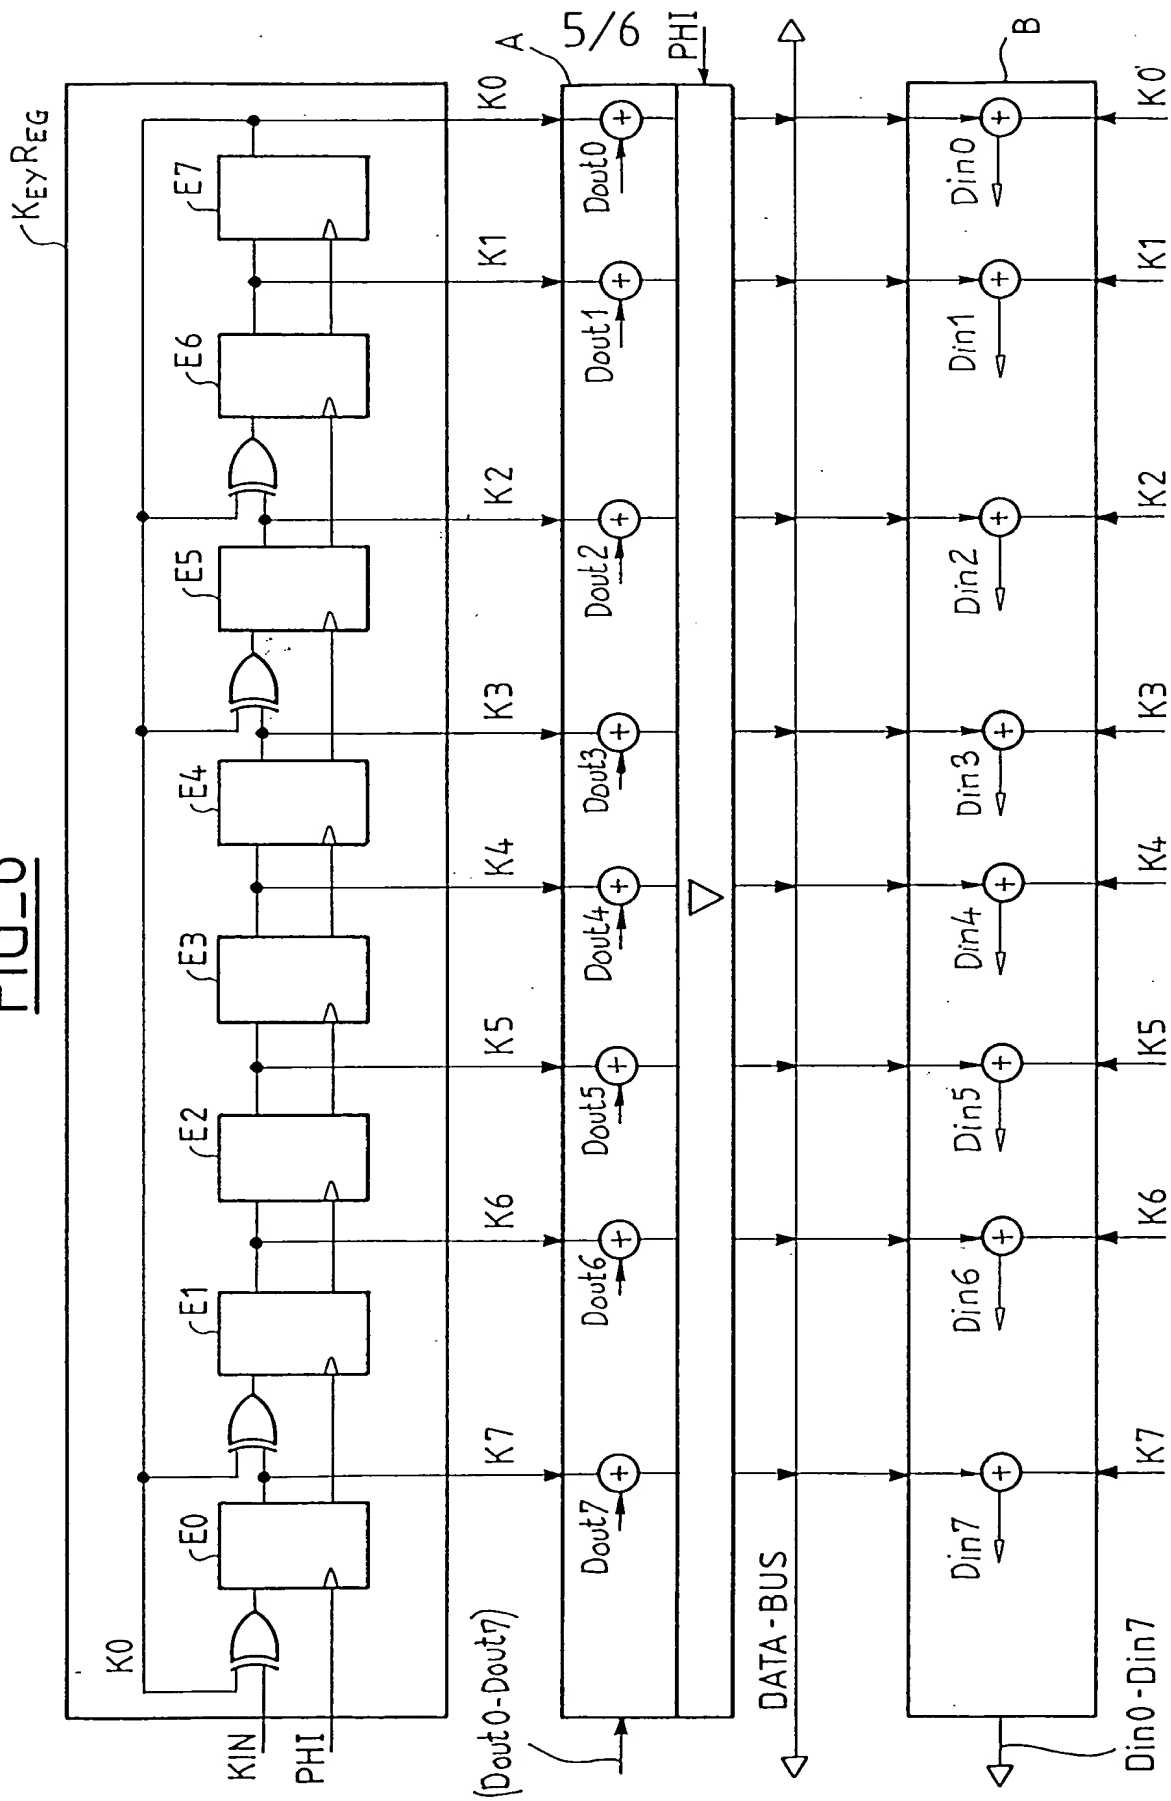 5/6
FIG_6
KEYREG
K0
E0
E1
E2
E3
E4
E5
E6
E7
KIN
PHI
K7
K6
K5
K4
K3
K2
K1
K0
A
(Dout0-Dout7)
Dout7
Dout6
Dout5
Dout4
Dout3
Dout2
Dout1
Dout0
PHI
DATA-BUS
B
Din7
Din6
Din5
Din4
Din3
Din2
Din1
Din0
Din0-Din7
K7
K6
K5
K4
K3
K2
K1
K0